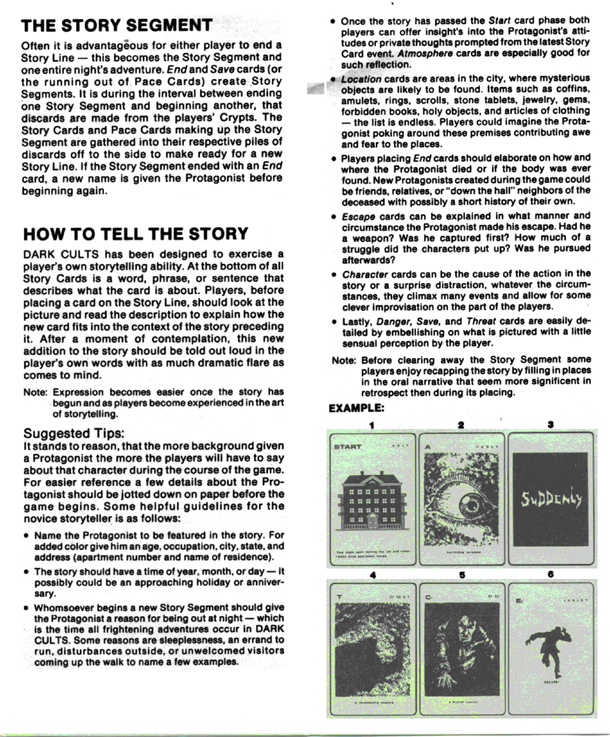 THE STORY SEGMENT
Often it is advantageous for either player to end a
Story Line — this becomes the Story Segment and
one entire night's adventure. End and Save cards (or
the running out of Pace Cards) create Story
Segments. It is during the interval between ending
one Story Segment and beginning another, that
discards are made from the players' Crypts. The
Story Cards and Pace Cards making up the Story
Segment are gathered into their respective piles of
discards off to the side to make ready for a new
Story Line. If the Story Segment ended with an End
card, a new name is given the Protagonist before
beginning again.
HOW TO TELL THE STORY
DARK CULTS has been designed to exercise a
player's own storytelling ability. At the bottom of all
Story Cards is a word, phrase, or sentence that
describes what the card is about. Players, before
placing a card on the Story Line, should look at the
picture and read the description to explain how the
new card fits into the context of the story preceding
it. After a moment of contemplation, this new
addition to the story should be told out loud in the
player's own words with as much dramatic flare as
comes to mind.
Note: Expression becomes easier once the story has
begun and as players become experienced in the art
of storytelling.
Suggested Tips:
It stands to reason, that the more background given
a Protagonist the more the players will have to say
about that character during the course of the game.
For easier reference a few details about the Pro-
tagonist should be jotted down on paper before the
game begins. Some helpful guidelines for the
novice storyteller is as follows:
• Name the Protagonist to be featured in the story. For
added color give him an age, occupation, city, state, and
address (apartment number and name of residence).
• The story should have a time of year, month, or day — it
possibly could be an approaching holiday or anniver-
sary.
• Whomsoever begins a new Story Segment should give
the Protagonist a reason for being out at night — which
is the time all frightening adventures occur in DARK
CULTS. Some reasons are sleeplessness, an errand to
run, disturbances outside, or unwelcomed visitors
coming up the walk to name a few examples.
• Once the story has passed the Start card phase both
players can offer insight's into the Protagonist's atti-
tudes or private thoughts prompted from the latest Story
Card event. Atmosphere cards are especially good for
such reflection.
• Location cards are areas in the city, where mysterious
objects are likely to be found. Items such as coffins,
amulets, rings, scrolls, stone tablets, jewelry, gems,
forbidden books, holy objects, and articles of clothing
— the list is endless. Players could imagine the Prota-
gonist poking around these premises contributing awe
and fear to the places.
• Players placing End cards should elaborate on how and
where the Protagonist died or if the body was ever
found. New Protagonists created during the game could
be friends, relatives, or "down the hall" neighbors of the
deceased with possibly a short history of their own.
• Escape cards can be explained in what manner and
circumstance the Protagonist made his escape. Had he
a weapon? Was he captured first? How much of a
struggle did the characters put up? Was he pursued
afterwards?
• Character cards can be the cause of the action in
the story or a surprise distraction, whatever the circum-
stances, they climax many events and allow for some
clever improvisation on the part of the players.
• Lastly, Danger, Save, and Threat cards are easily de-
tailed by embellishing on what is pictured with a little
sensual perception by the player.
Note: Before clearing away the Story Segment some
players enjoy recapping the story by filling in places
in the oral narrative that seem more significant in
retrospect then during its placing.
EXAMPLE:
1 2 3
START
A
SUDDENLY
4 5 6
T
C.
E.